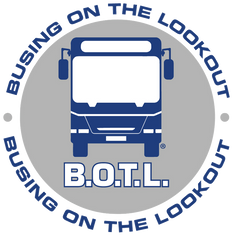 BUSING ON THE LOOKOUT
B.O.T.L.
®
BUSING ON THE LOOKOUT